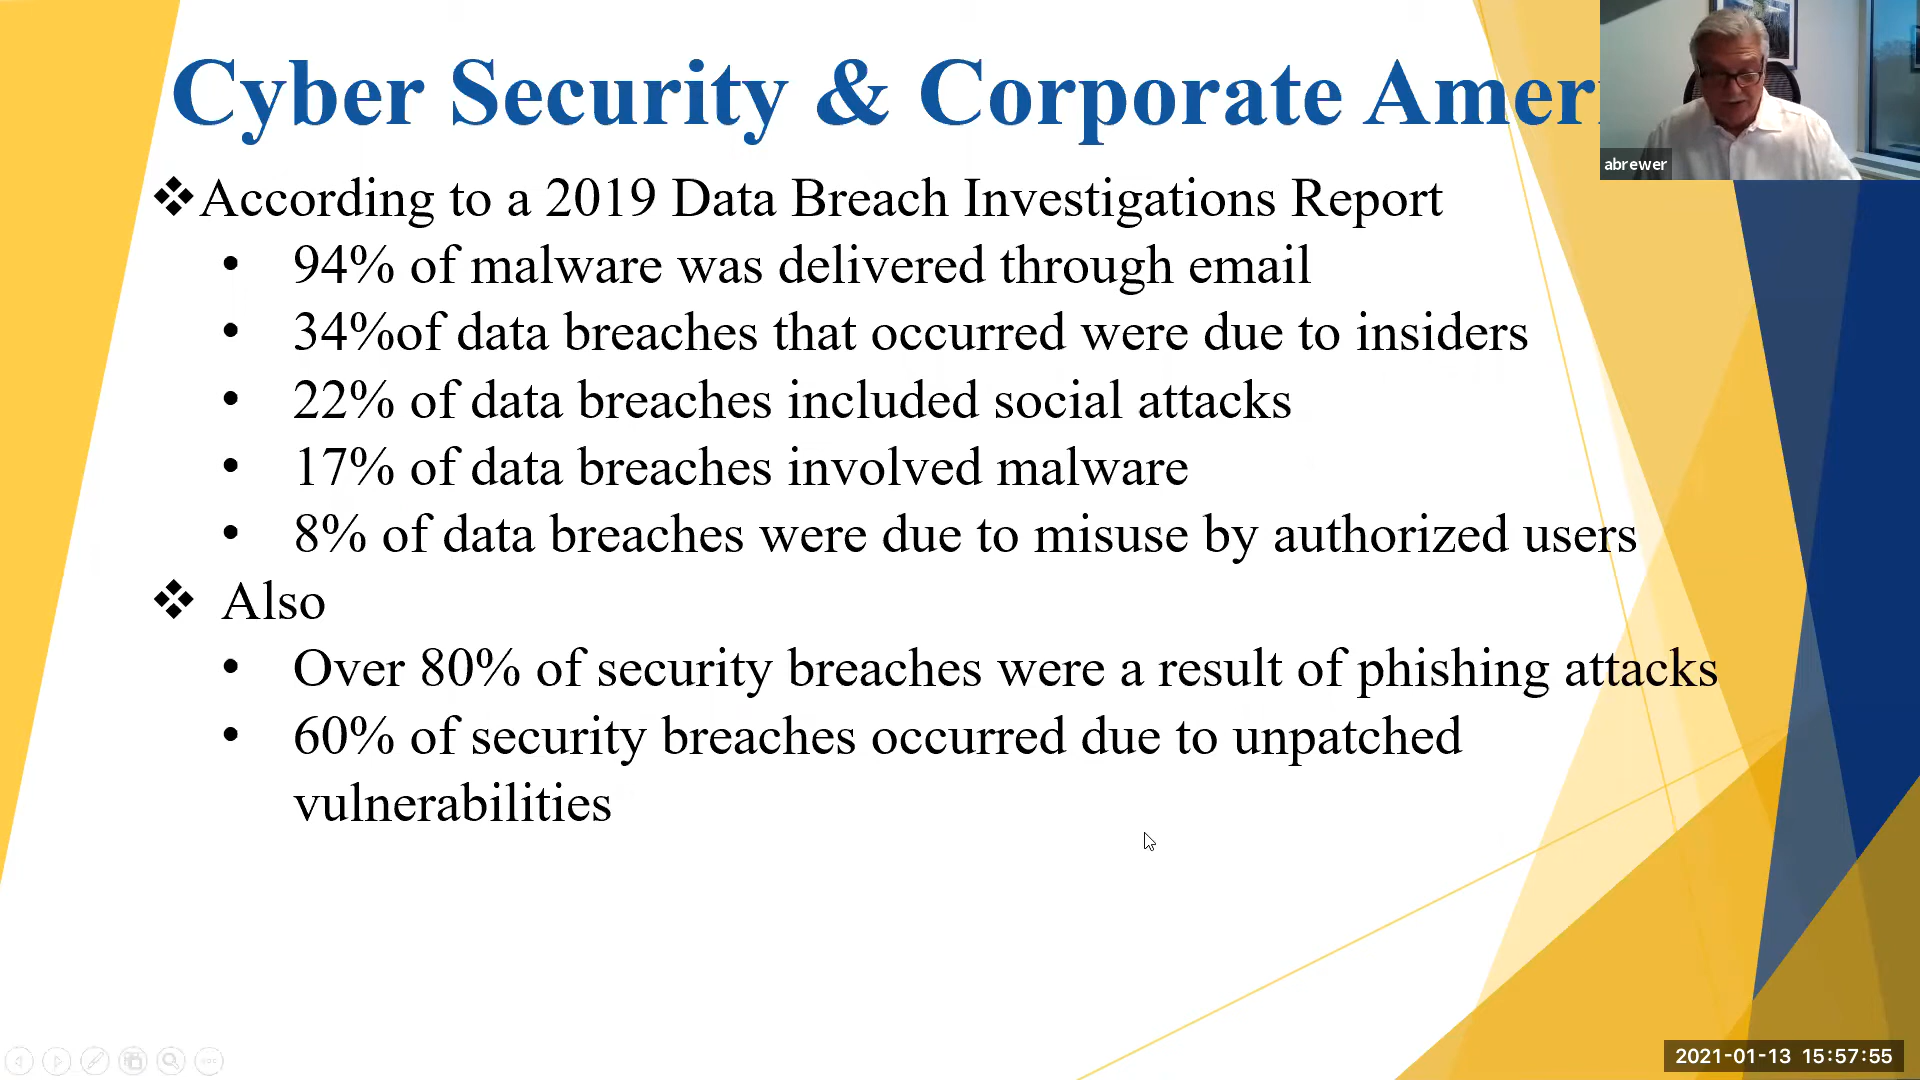 Cyber Security & Corporate Ameri
abrewer
According to a 2019 Data Breach Investigations Report
94% of malware was delivered through email
34%of data breaches that occurred were due to insiders
22% of data breaches included social attacks
17% of data breaches involved malware
8% of data breaches were due to misuse by authorized users
Also
Over 80% of security breaches were a result of phishing attacks
60% of security breaches occurred due to unpatched
vulnerabilities
2021-01-13 15:57:55